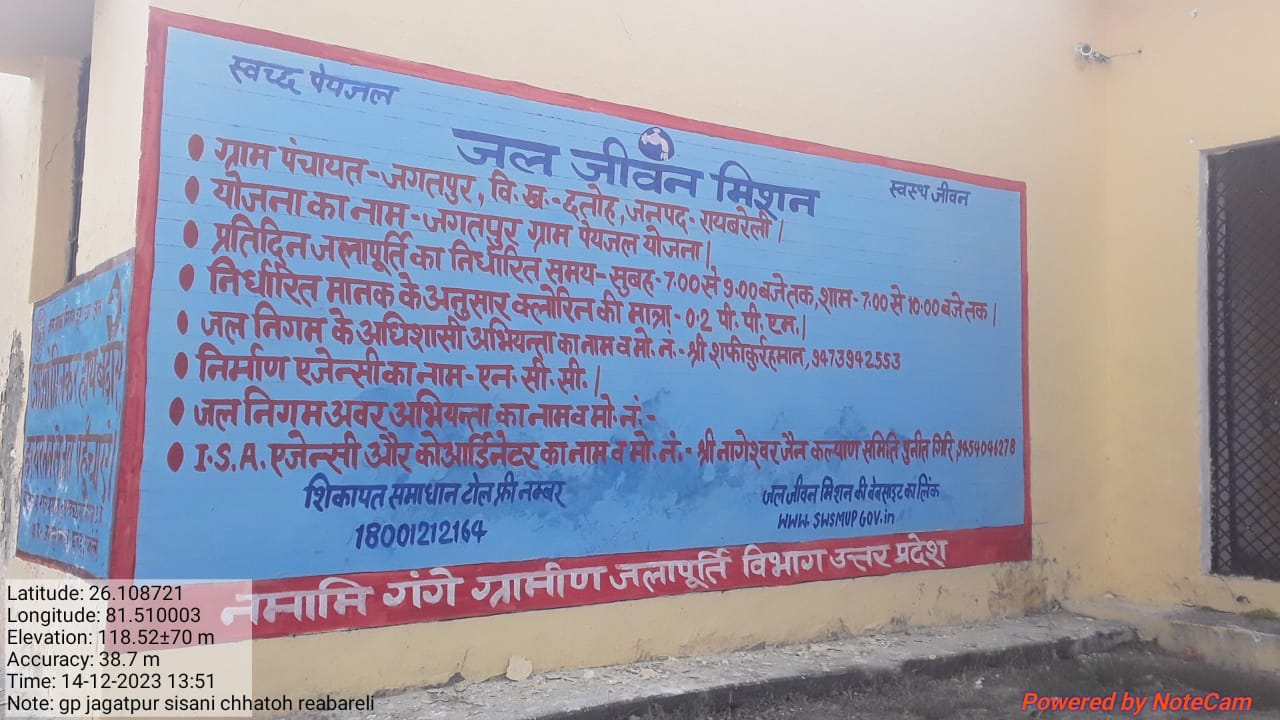 स्वच्छ पेयजल
जल जीवन मिशन
स्वस्थ जीवन
• ग्राम पंचायत-जगतपुर, वि.ख.-छतोह, जनपद-रायबरेली।
• योजना का नाम-जगतपुर ग्राम पेयजल योजना।
• प्रतिदिन जलापूर्ति का निर्धारित समय-सुबह-7:00 से 9:00 बजे तक, शाम-7:00 से 10:00 बजे तक।
• निर्धारित मानक के अनुसार क्लोरिन की मात्रा-0.2 पी.पी.एम.।
• जल निगम के अधिशासी अभियन्ता का नाम व मो.नं.-श्री शफीकुर्रहमान, 9473942553
• निर्माण एजेन्सी का नाम-एन.सी.सी.।
• जल निगम अवर अभियन्ता का नाम व मो.नं.-
• I.S.A. एजेन्सी और कोआर्डिनेटर का नाम व मो.नं.-श्री नागेश्वर जैन कल्याण समिति पुनीत गिरि, 9454046278
शिकायत समाधान टोल फ्री नम्बर
18001212164
जल जीवन मिशन की वेबसाइट का लिंक
WWW.SWSMUP.GOV.in
नमामि गंगे ग्रामीण जलापूर्ति विभाग उत्तर प्रदेश
Latitude: 26.108721
Longitude: 81.510003
Elevation: 118.52±70 m
Accuracy: 38.7 m
Time: 14-12-2023 13:51
Note: gp jagatpur sisani chhatoh reabareli
Powered by NoteCam